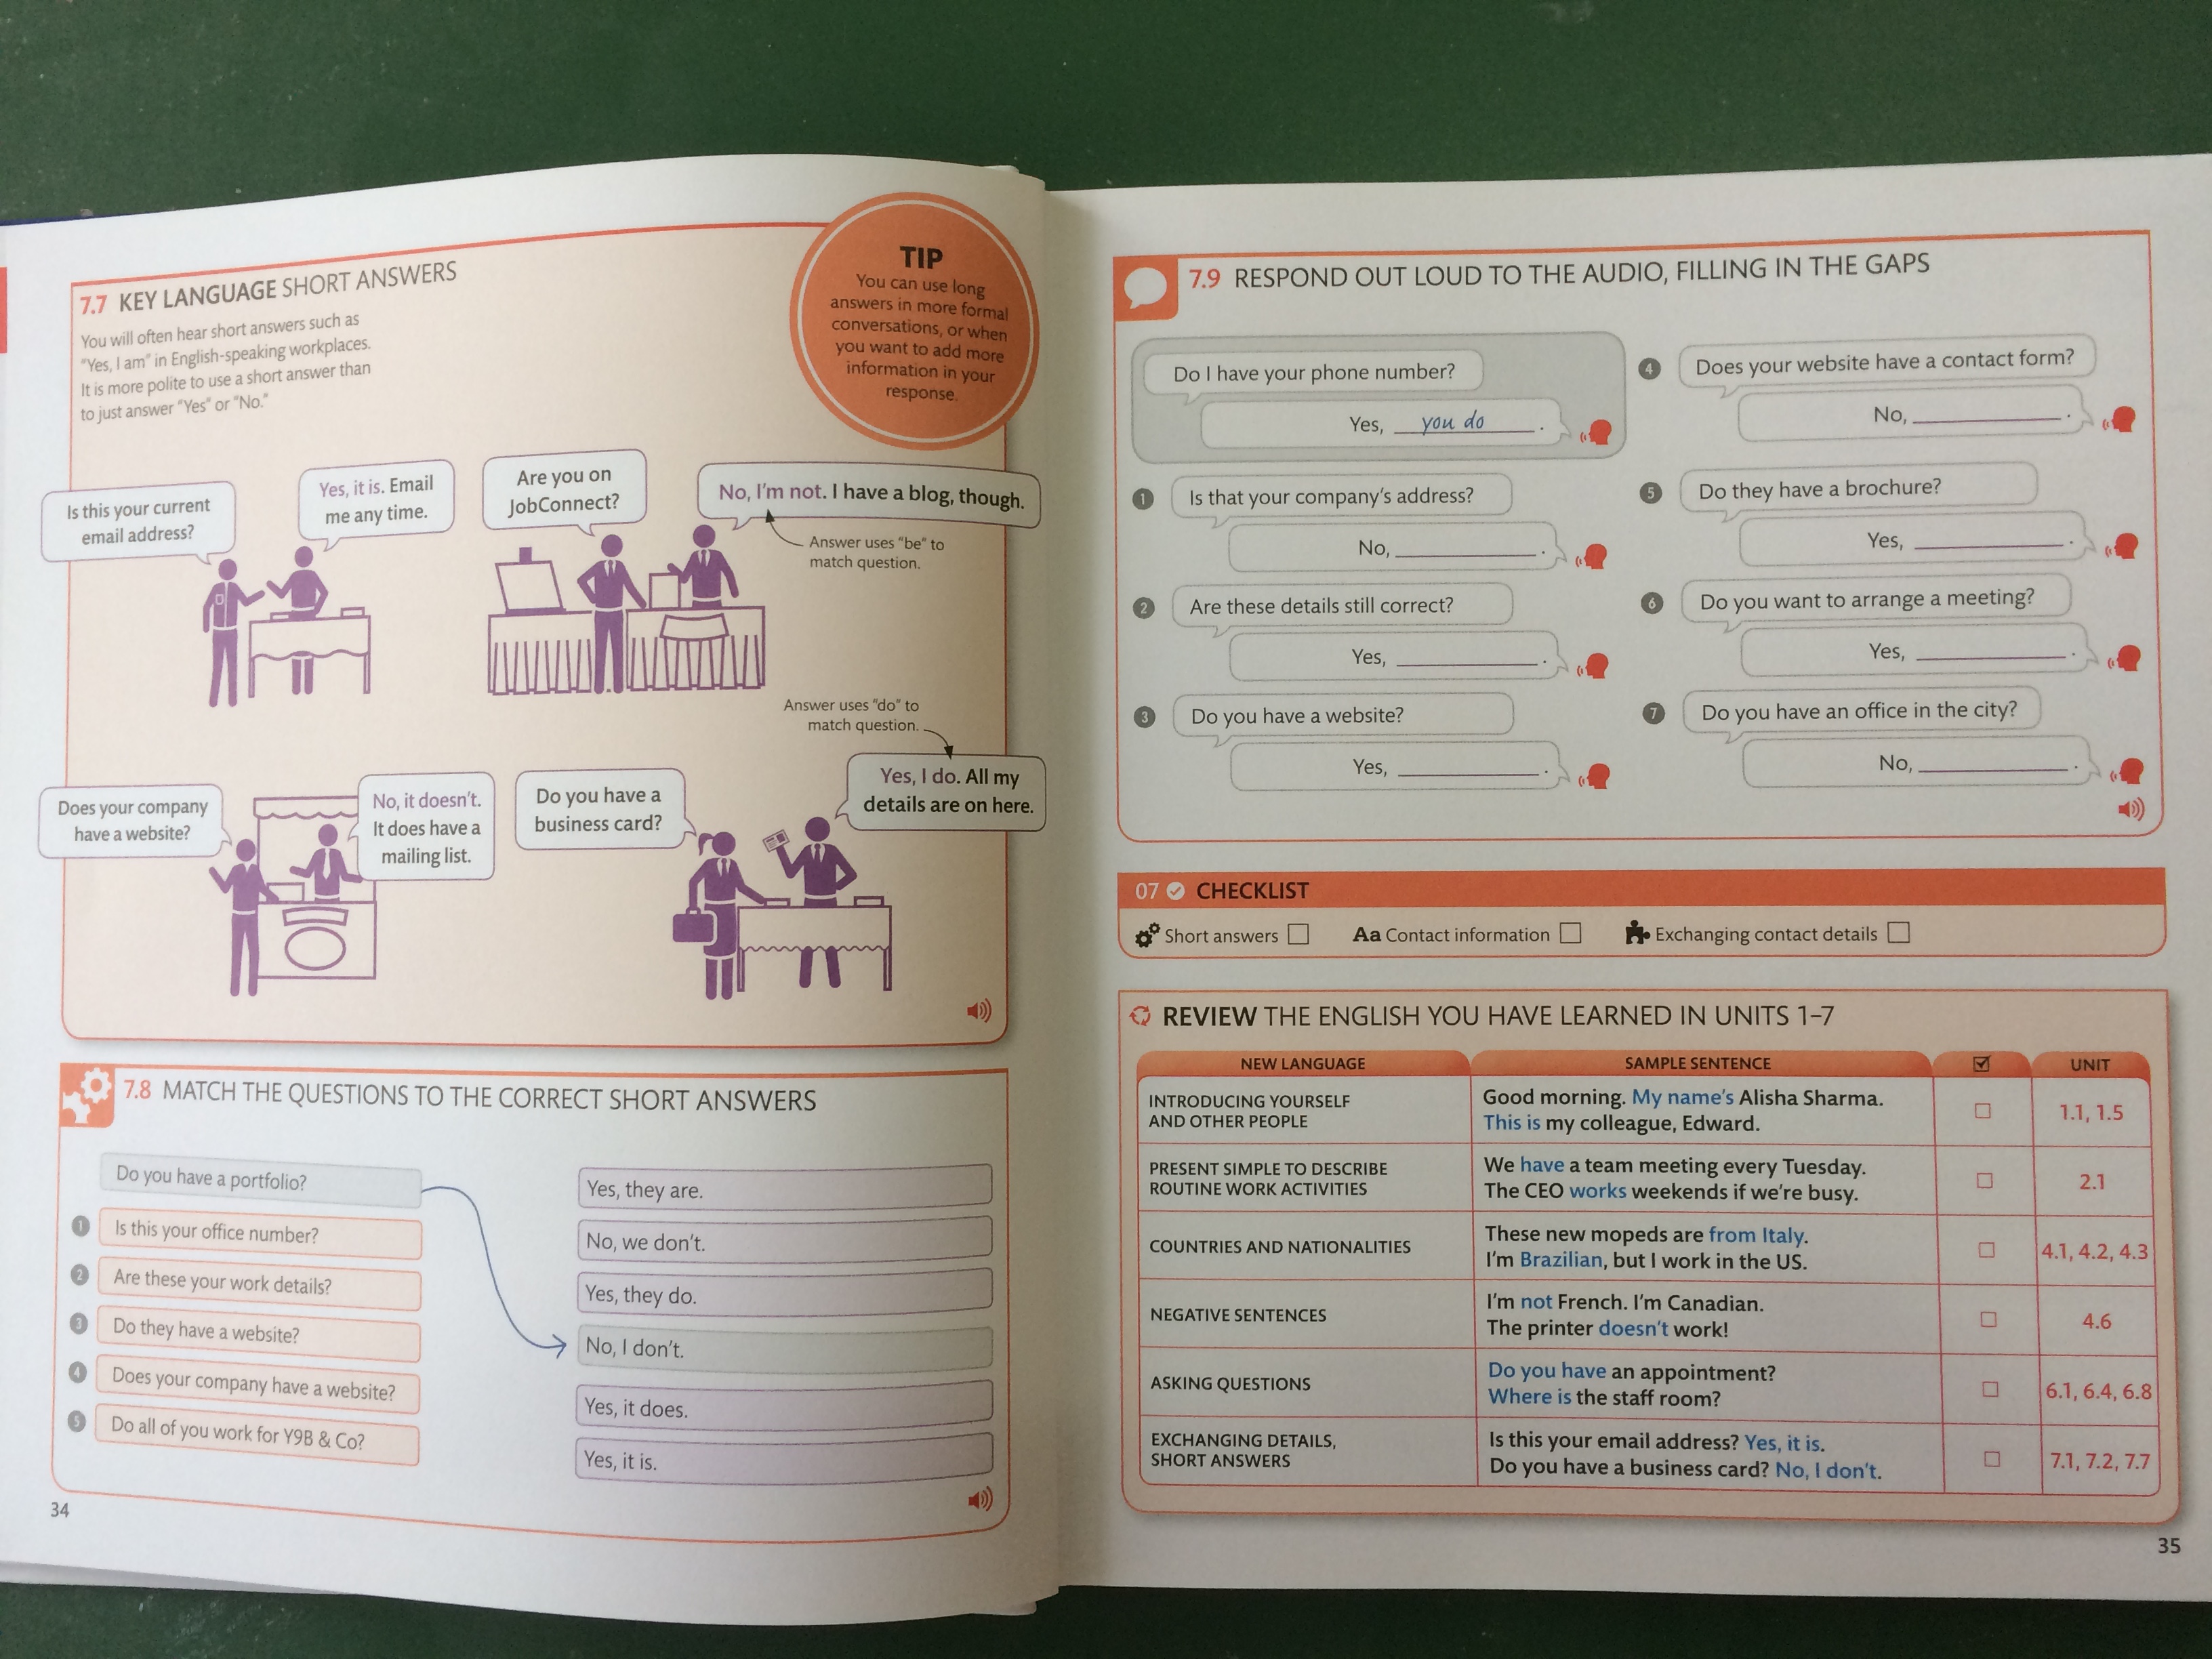 7.7 KEY LANGUAGE SHORT ANSWERS
You will often hear short answers such as
"Yes, I am" in English-speaking workplaces.
It is more polite to use a short answer than
to just answer "Yes" or "No."
TIP
You can use long
answers in more formal
conversations, or when
you want to add more
information in your
response.
Is this your current
email address?
Yes, it is. Email
me any time.
Are you on
JobConnect?
No, I'm not. I have a blog, though.
Answer uses "be" to
match question.
Does your company
have a website?
No, it doesn't.
It does have a
mailing list.
Do you have a
business card?
Answer uses "do" to
match question.
Yes, I do. All my
details are on here.
7.8 MATCH THE QUESTIONS TO THE CORRECT SHORT ANSWERS
Do you have a portfolio?
1 Is this your office number?
2 Are these your work details?
3 Do they have a website?
4 Does your company have a website?
5 Do all of you work for Y9B & Co?
Yes, they are.
No, we don't.
Yes, they do.
No, I don't.
Yes, it does.
Yes, it is.
34
7.9 RESPOND OUT LOUD TO THE AUDIO, FILLING IN THE GAPS
Do I have your phone number?
Yes, you do.
1 Is that your company's address?
No, ________.
2 Are these details still correct?
Yes, ________.
3 Do you have a website?
Yes, ________.
4 Does your website have a contact form?
No, ________.
5 Do they have a brochure?
Yes, ________.
6 Do you want to arrange a meeting?
Yes, ________.
7 Do you have an office in the city?
No, ________.
07 CHECKLIST
Short answers Aa Contact information Exchanging contact details
REVIEW THE ENGLISH YOU HAVE LEARNED IN UNITS 1–7
NEW LANGUAGE SAMPLE SENTENCE UNIT
INTRODUCING YOURSELF
AND OTHER PEOPLE
Good morning. My name's Alisha Sharma.
This is my colleague, Edward.
1.1, 1.5
PRESENT SIMPLE TO DESCRIBE
ROUTINE WORK ACTIVITIES
We have a team meeting every Tuesday.
The CEO works weekends if we're busy.
2.1
COUNTRIES AND NATIONALITIES
These new mopeds are from Italy.
I'm Brazilian, but I work in the US.
4.1, 4.2, 4.3
NEGATIVE SENTENCES
I'm not French. I'm Canadian.
The printer doesn't work!
4.6
ASKING QUESTIONS
Do you have an appointment?
Where is the staff room?
6.1, 6.4, 6.8
EXCHANGING DETAILS,
SHORT ANSWERS
Is this your email address? Yes, it is.
Do you have a business card? No, I don't.
7.1, 7.2, 7.7
35